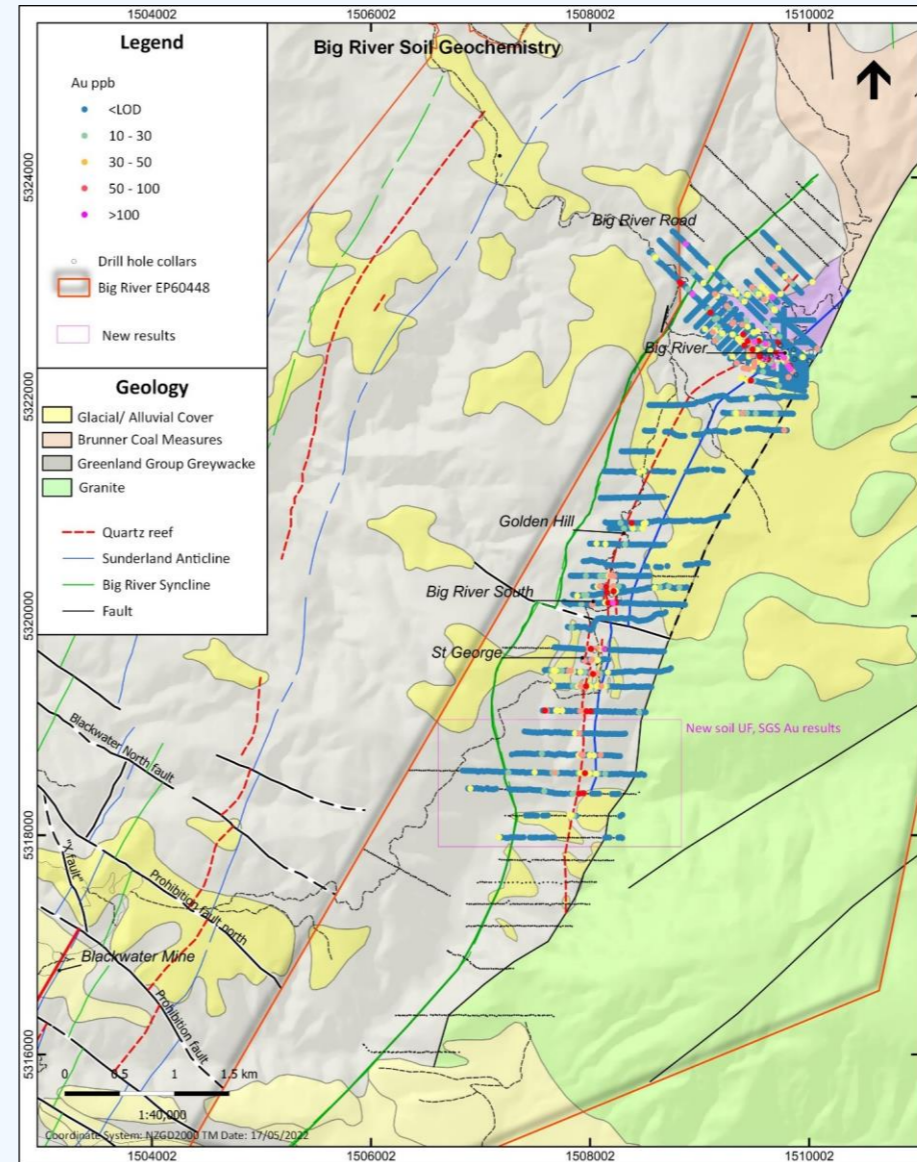 1504002 1506002 1508002 1510002
Big River Soil Geochemistry
Legend
Au ppb
<LOD
10 - 30
30 - 50
50 - 100
>100
Drill hole collars
Big River EP60448
New results
Geology
Glacial/ Alluvial Cover
Brunner Coal Measures
Greenland Group Greywacke
Granite
Quartz reef
Sunderland Anticline
Big River Syncline
Fault
5324000
5322000
5320000
5318000
5316000
Big River Road
Big River
Golden Hill
Big River South
St George
New soil UF, SGS Au results
Blackwater North fault
Prohibition fault north
Blackwater Mine
Prohibition fault
0 0.5 1 1.5 km
1:40,000
Coordinate System: NZGD2000 TM Date: 17/05/2022
1504002 1506002 1508002 1510002